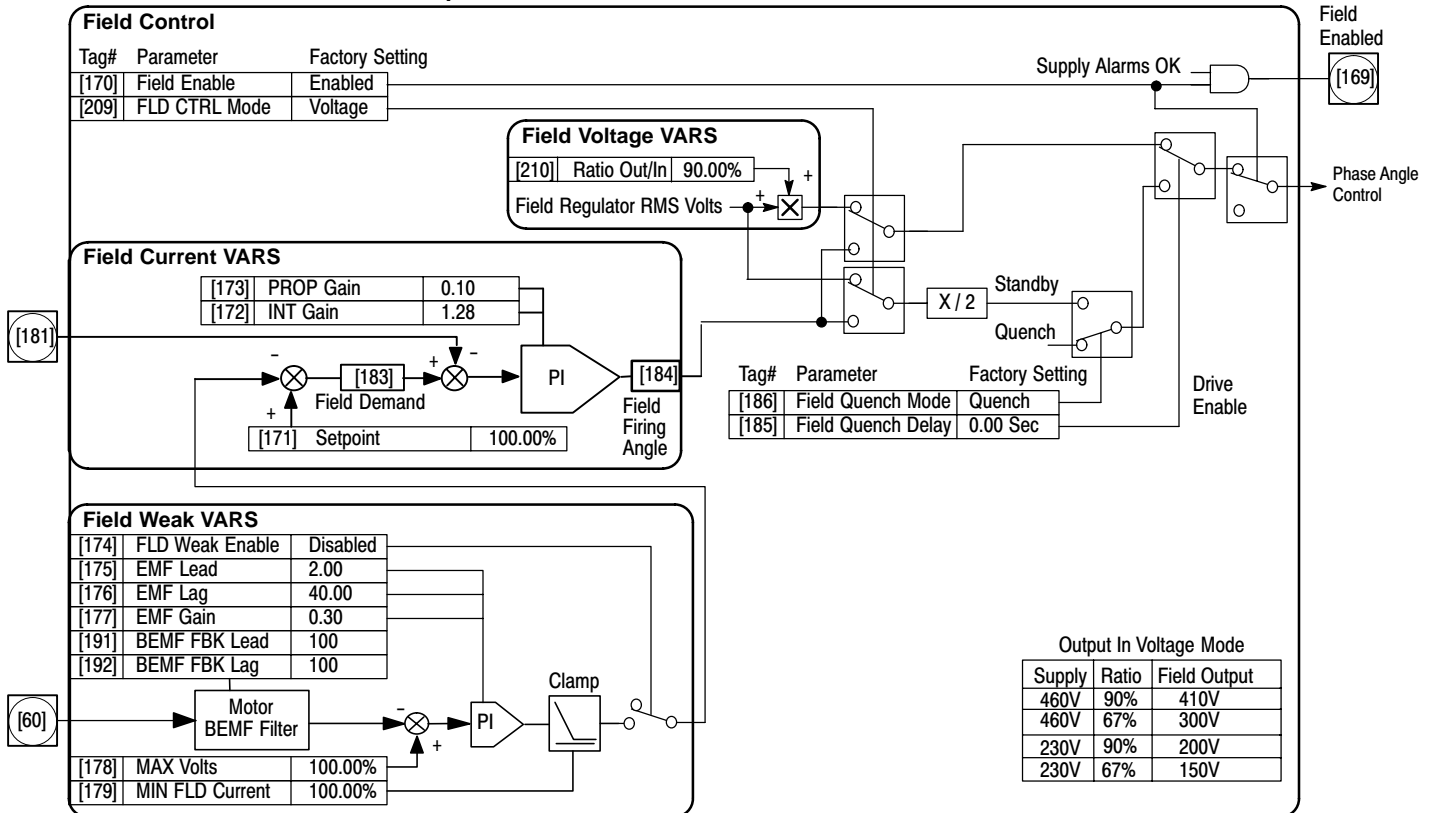 Field Control
Field
Enabled
Tag# Parameter Factory Setting
[170] Field Enable Enabled
[209] FLD CTRL Mode Voltage
Supply Alarms OK
[169]
Field Voltage VARS
[210] Ratio Out/In 90.00%
+
Field Regulator RMS Volts
+
X
Phase Angle
Control
Field Current VARS
[173] PROP Gain 0.10
[172] INT Gain 1.28
[181]
Standby
X / 2
Quench
−
[183]
+
−
PI
[184]
Field Demand
+
[171] Setpoint 100.00%
Field
Firing
Angle
Tag# Parameter Factory Setting
[186] Field Quench Mode Quench
[185] Field Quench Delay 0.00 Sec
Drive
Enable
Field Weak VARS
[174] FLD Weak Enable Disabled
[175] EMF Lead 2.00
[176] EMF Lag 40.00
[177] EMF Gain 0.30
[191] BEMF FBK Lead 100
[192] BEMF FBK Lag 100
[60]
Motor
BEMF Filter
−
+
PI
Clamp
[178] MAX Volts 100.00%
[179] MIN FLD Current 100.00%
Output In Voltage Mode
Supply Ratio Field Output
460V 90% 410V
460V 67% 300V
230V 90% 200V
230V 67% 150V